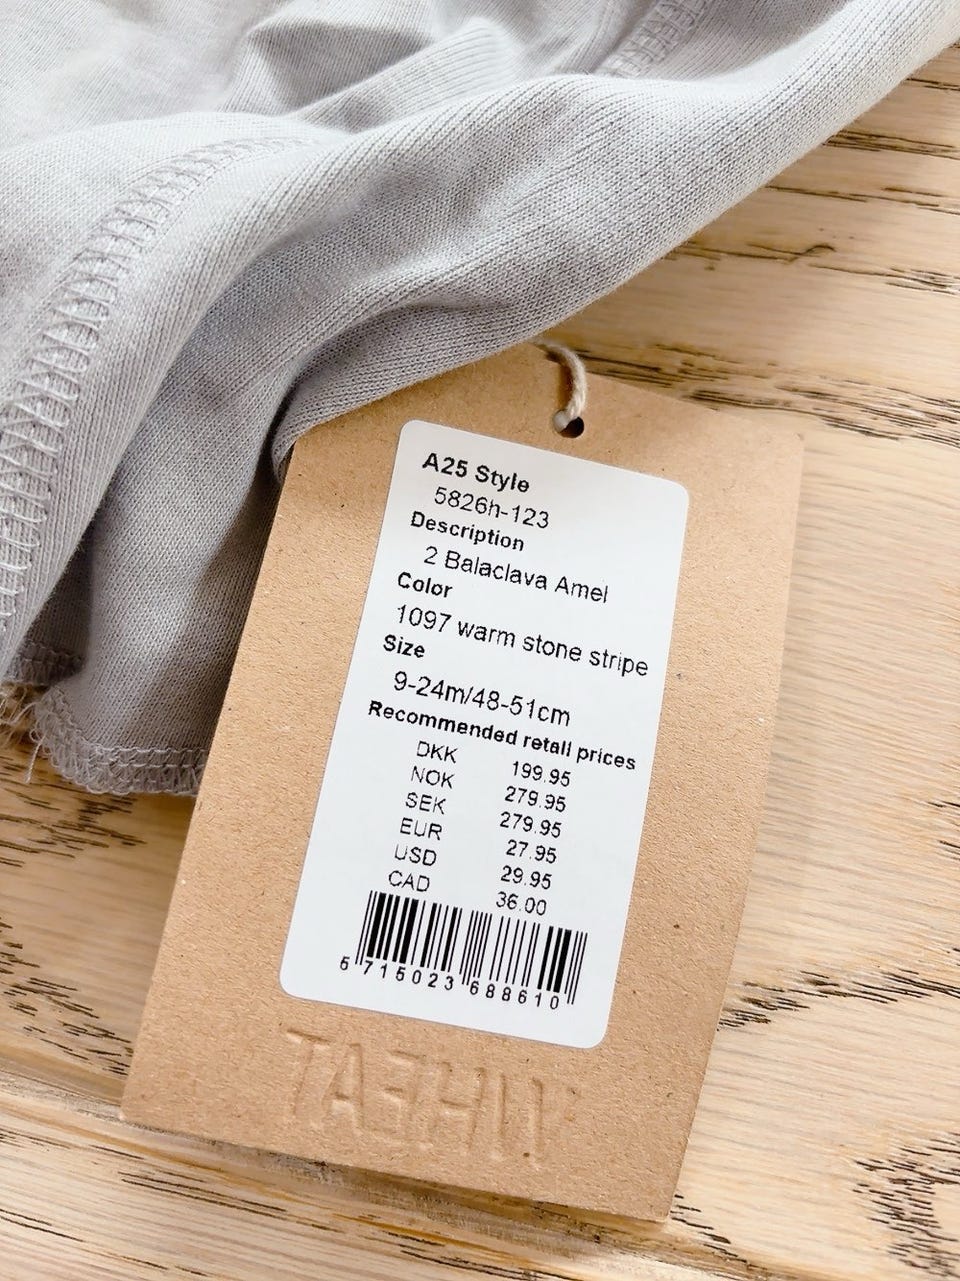 A25 Style
5826h-123
Description
2 Balaclava Amel
Color
1097 warm stone stripe
Size
9-24m/48-51cm
Recommended retail prices
DKK 199.95
NOK 279.95
SEK 279.95
EUR 27.95
USD 29.95
CAD 36.00
5 715023 688610
WHEAT